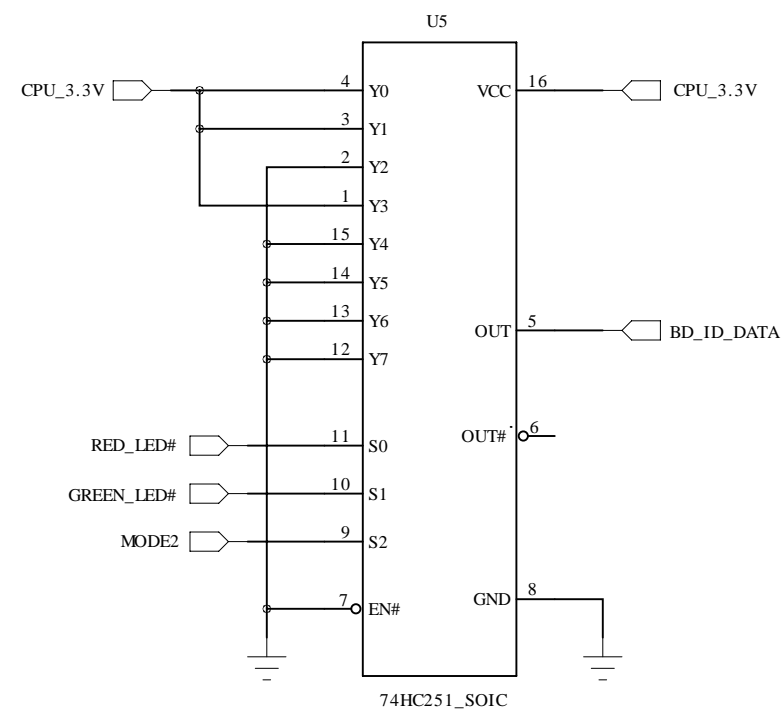 U5
CPU_3.3V 4 Y0 VCC 16 CPU_3.3V
3 Y1
2 Y2
1 Y3
15 Y4
14 Y5
13 Y6
12 Y7
OUT 5 BD_ID_DATA
RED_LED# 11 S0
OUT# 6
GREEN_LED# 10 S1
MODE2 9 S2
7 EN#
GND 8
74HC251_SOIC